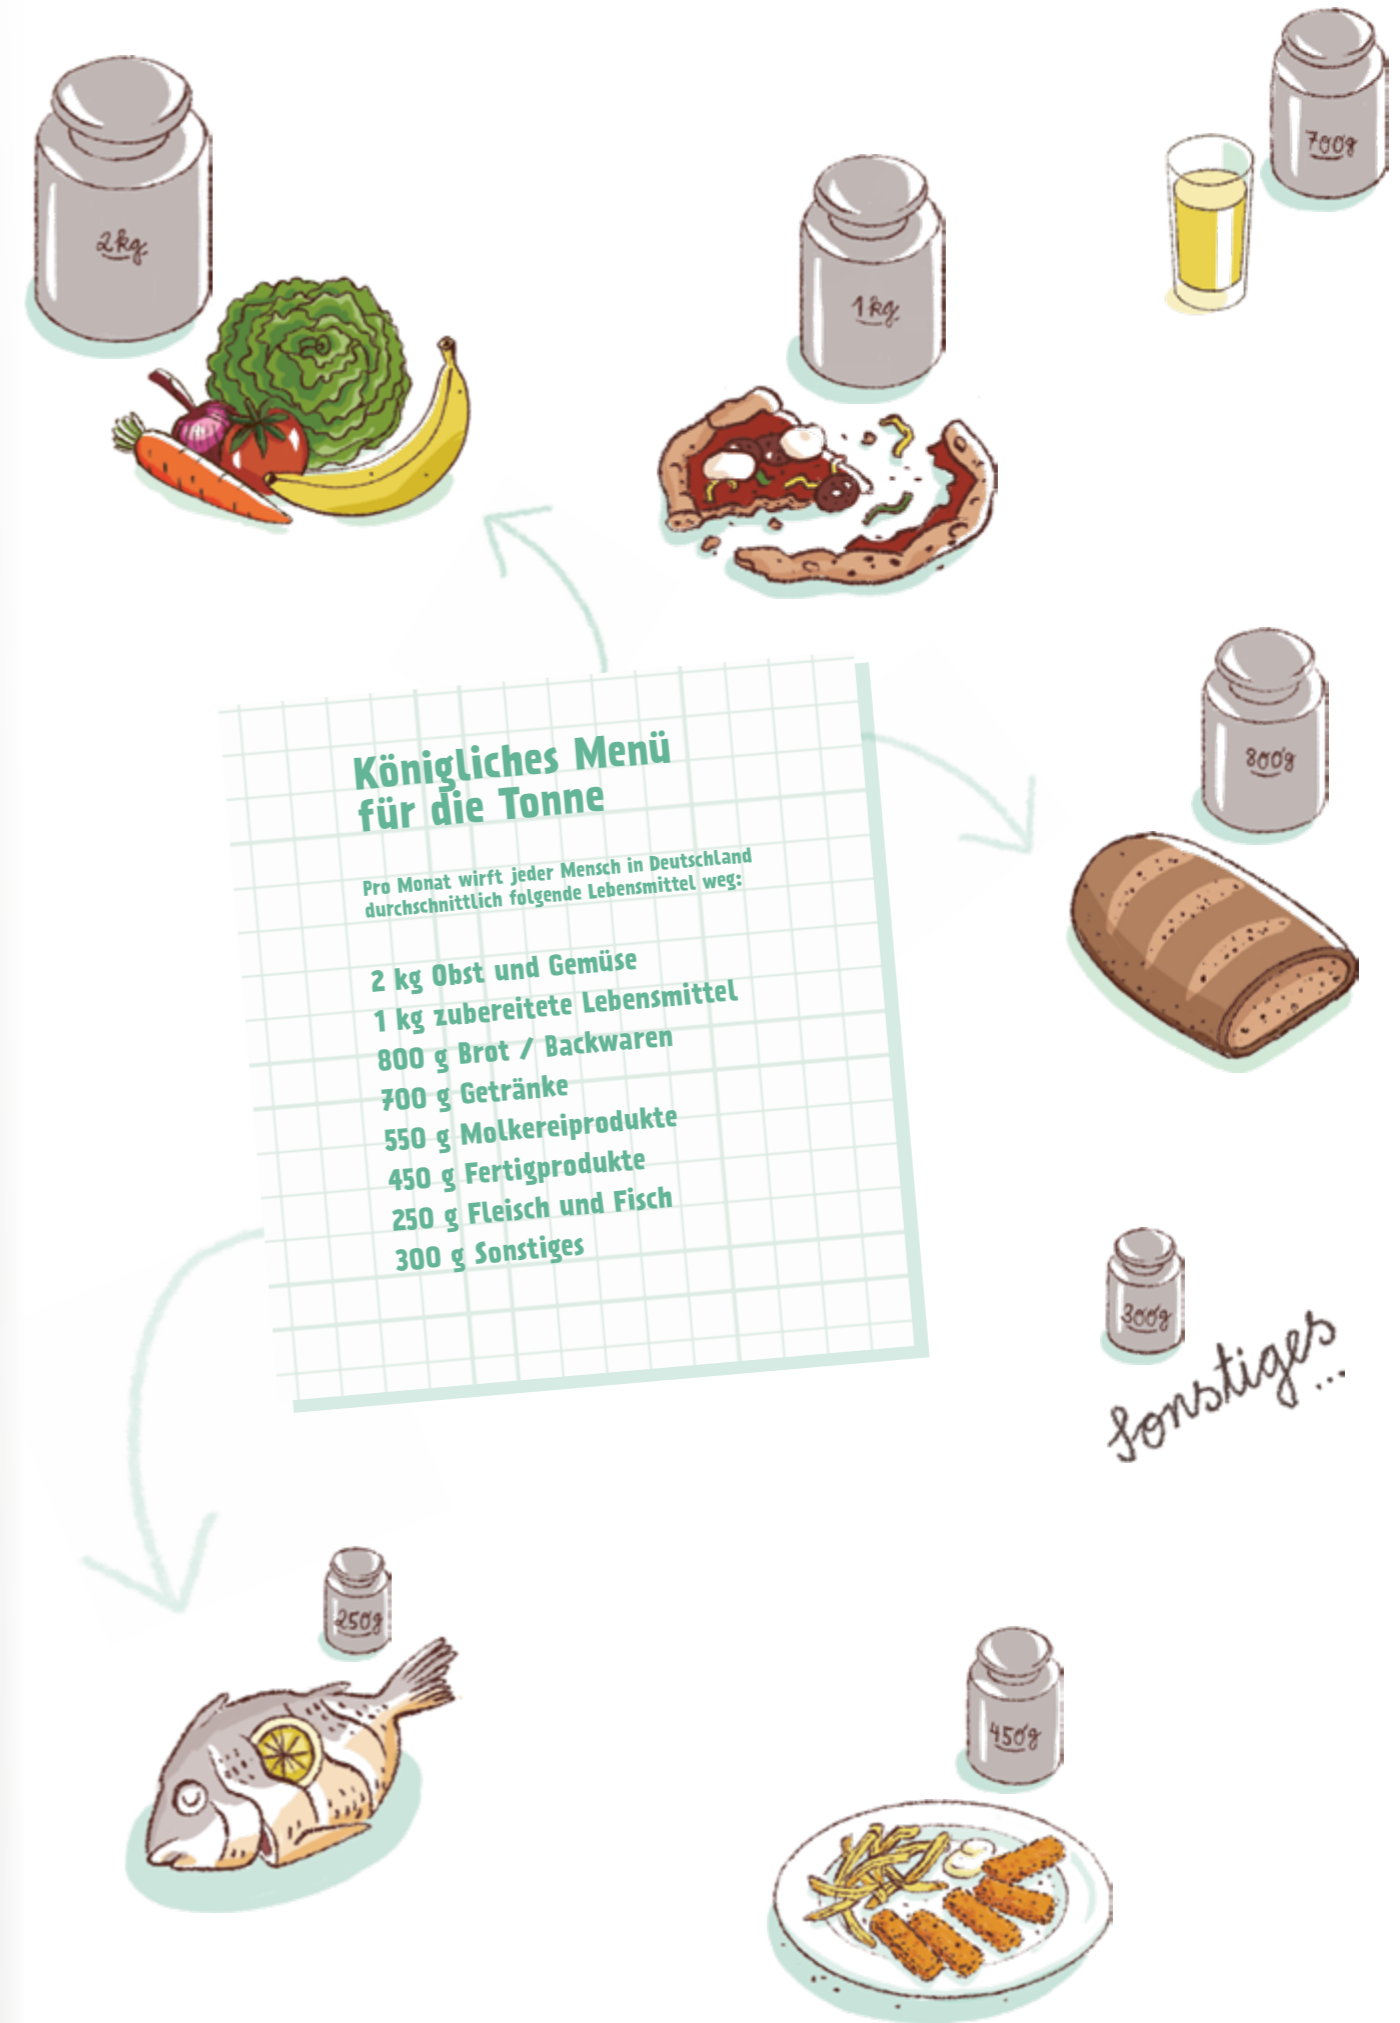 2kg
1kg
700g
Königliches Menü
für die Tonne
Pro Monat wirft jeder Mensch in Deutschland
durchschnittlich folgende Lebensmittel weg:
2 kg Obst und Gemüse
1 kg zubereitete Lebensmittel
800 g Brot / Backwaren
700 g Getränke
550 g Molkereiprodukte
450 g Fertigprodukte
250 g Fleisch und Fisch
300 g Sonstiges
800g
300g
Sonstiges...
250g
450g